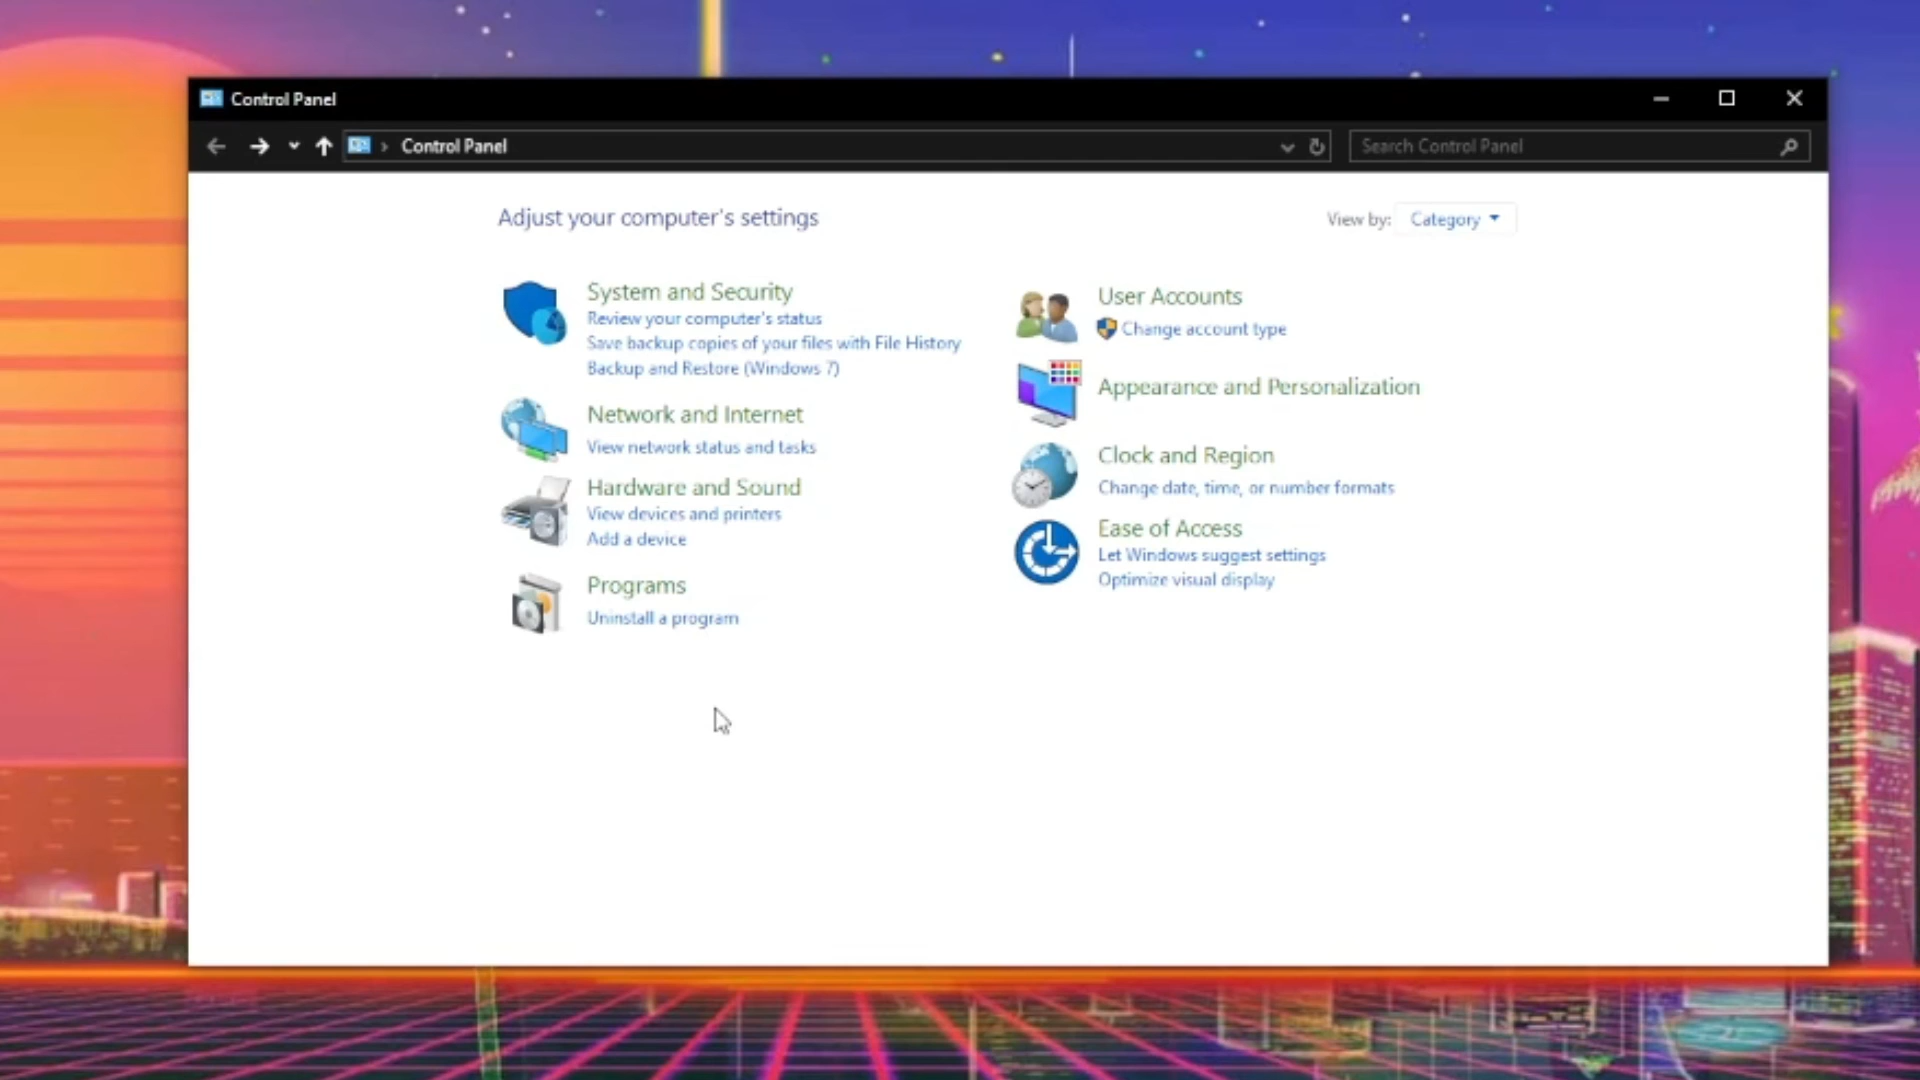 Control Panel
Control Panel
Search Control Panel
Adjust your computer's settings
View by: Category
System and Security
Review your computer's status
Save backup copies of your files with File History
Backup and Restore (Windows 7)
Network and Internet
View network status and tasks
Hardware and Sound
View devices and printers
Add a device
Programs
Uninstall a program
User Accounts
Change account type
Appearance and Personalization
Clock and Region
Change date, time, or number formats
Ease of Access
Let Windows suggest settings
Optimize visual display